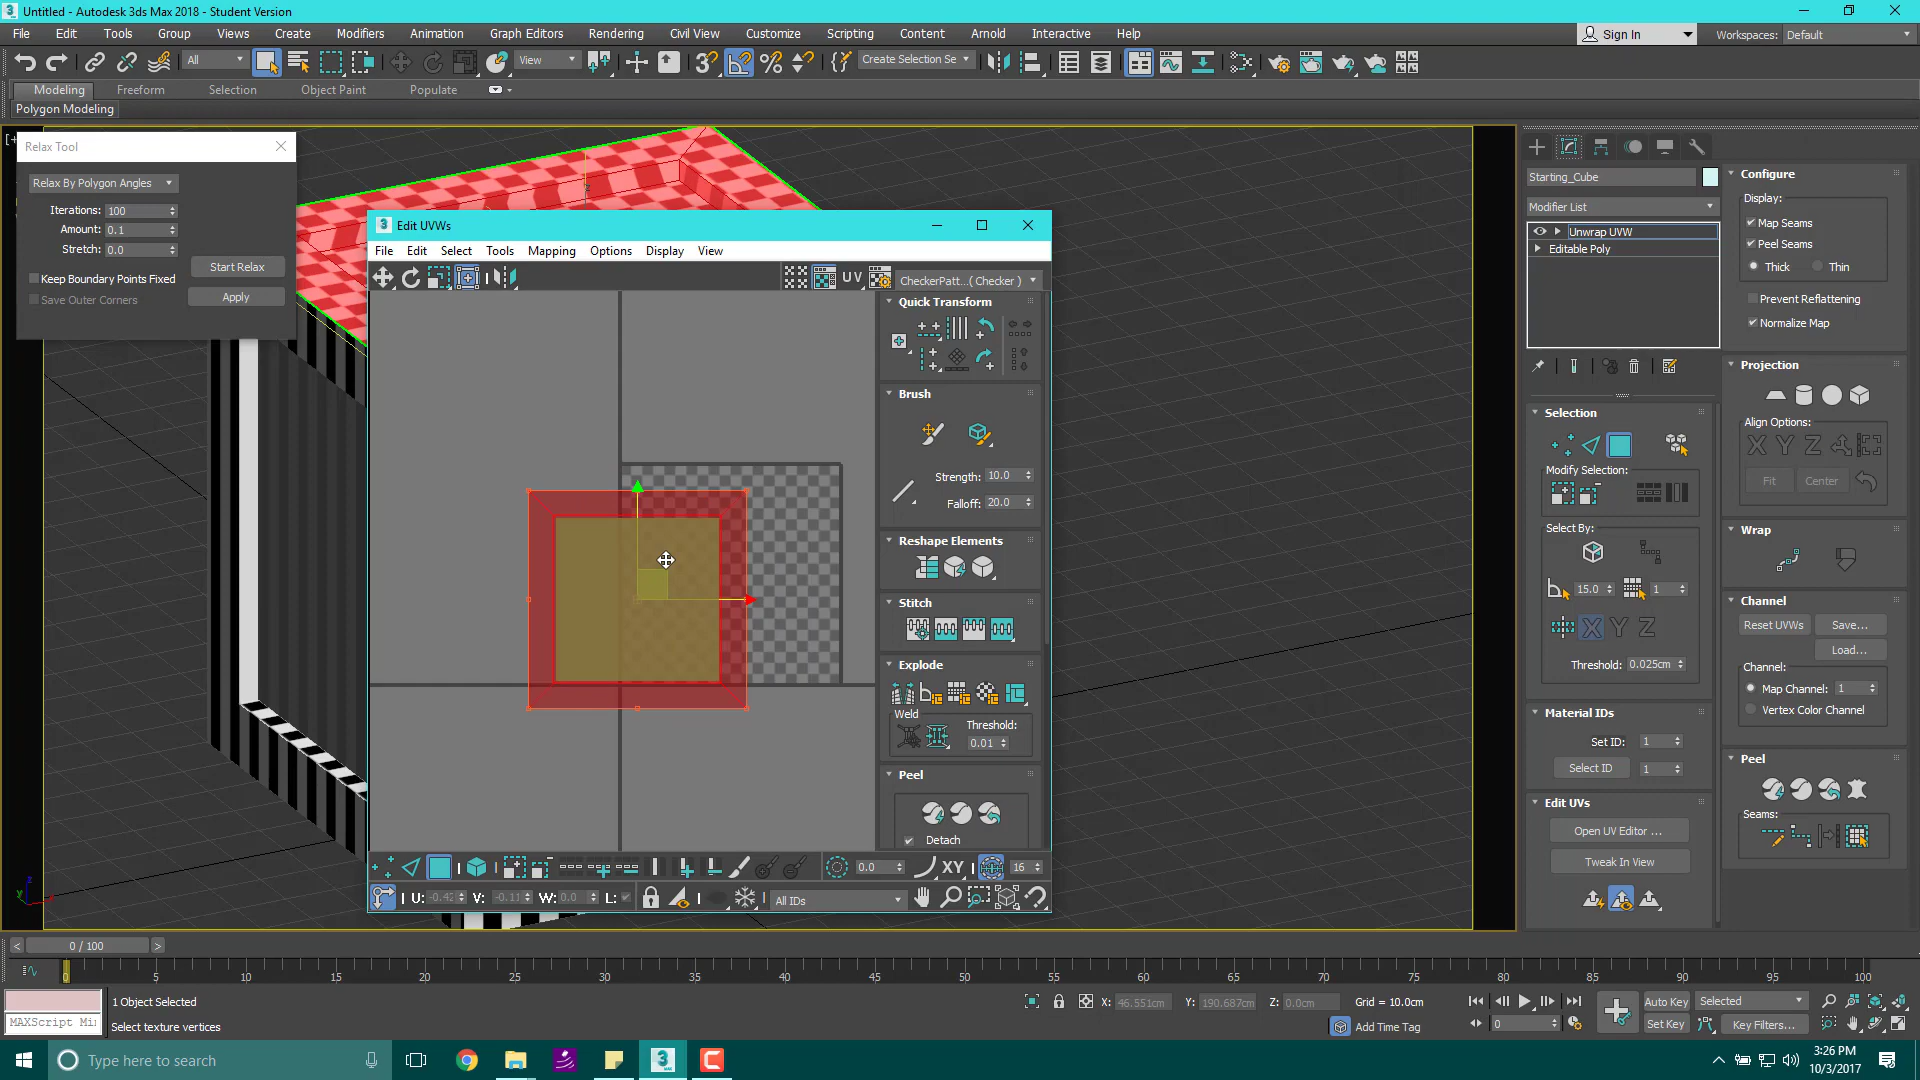 Untitled - Autodesk 3ds Max 2018 - Student Version
File Edit Tools Group Views Create Modifiers Animation Graph Editors Rendering Civil View Customize Scripting Content Arnold Interactive Help
Sign In Workspaces: Default
All View Create Selection Se
Modeling Freeform Selection Object Paint Populate
Polygon Modeling
Relax Tool
Relax By Polygon Angles
Iterations: 100
Amount: 0.1
Stretch: 0.0
Start Relax
Keep Boundary Points Fixed
Apply
Save Outer Corners
Edit UVWs
File Edit Select Tools Mapping Options Display View
UV CheckerPatt...( Checker )
Quick Transform
Brush
Strength: 10.0
Falloff: 20.0
Reshape Elements
Stitch
Explode
Weld
Threshold:
0.01
Peel
Detach
0.0 XY 16
U: -0.42 V: -0.11 W: 0.0 L: All IDs
Starting_Cube
Modifier List
Unwrap UVW
Editable Poly
Selection
Modify Selection:
Select By:
15.0 1
X Y Z
Threshold: 0.025cm
Material IDs
Set ID: 1
Select ID 1
Edit UVs
Open UV Editor ...
Tweak In View
Configure
Display:
Map Seams
Peel Seams
Thick Thin
Prevent Reflattening
Normalize Map
Projection
Align Options:
X Y Z
Fit Center
Wrap
Channel
Reset UVWs Save...
Load...
Channel:
Map Channel: 1
Vertex Color Channel
Peel
Seams:
< 0 / 100 >
0 5 10 15 20 25 30 35 40 45 50 55 60 65 70 75 80 85 90 95 100
1 Object Selected
X: 46.551cm Y: 190.687cm Z: 0.0cm Grid = 10.0cm
Auto Key Selected
MAXScript Mi
Select texture vertices
Add Time Tag
0
Set Key Key Filters...
Type here to search
3:26 PM
10/3/2017